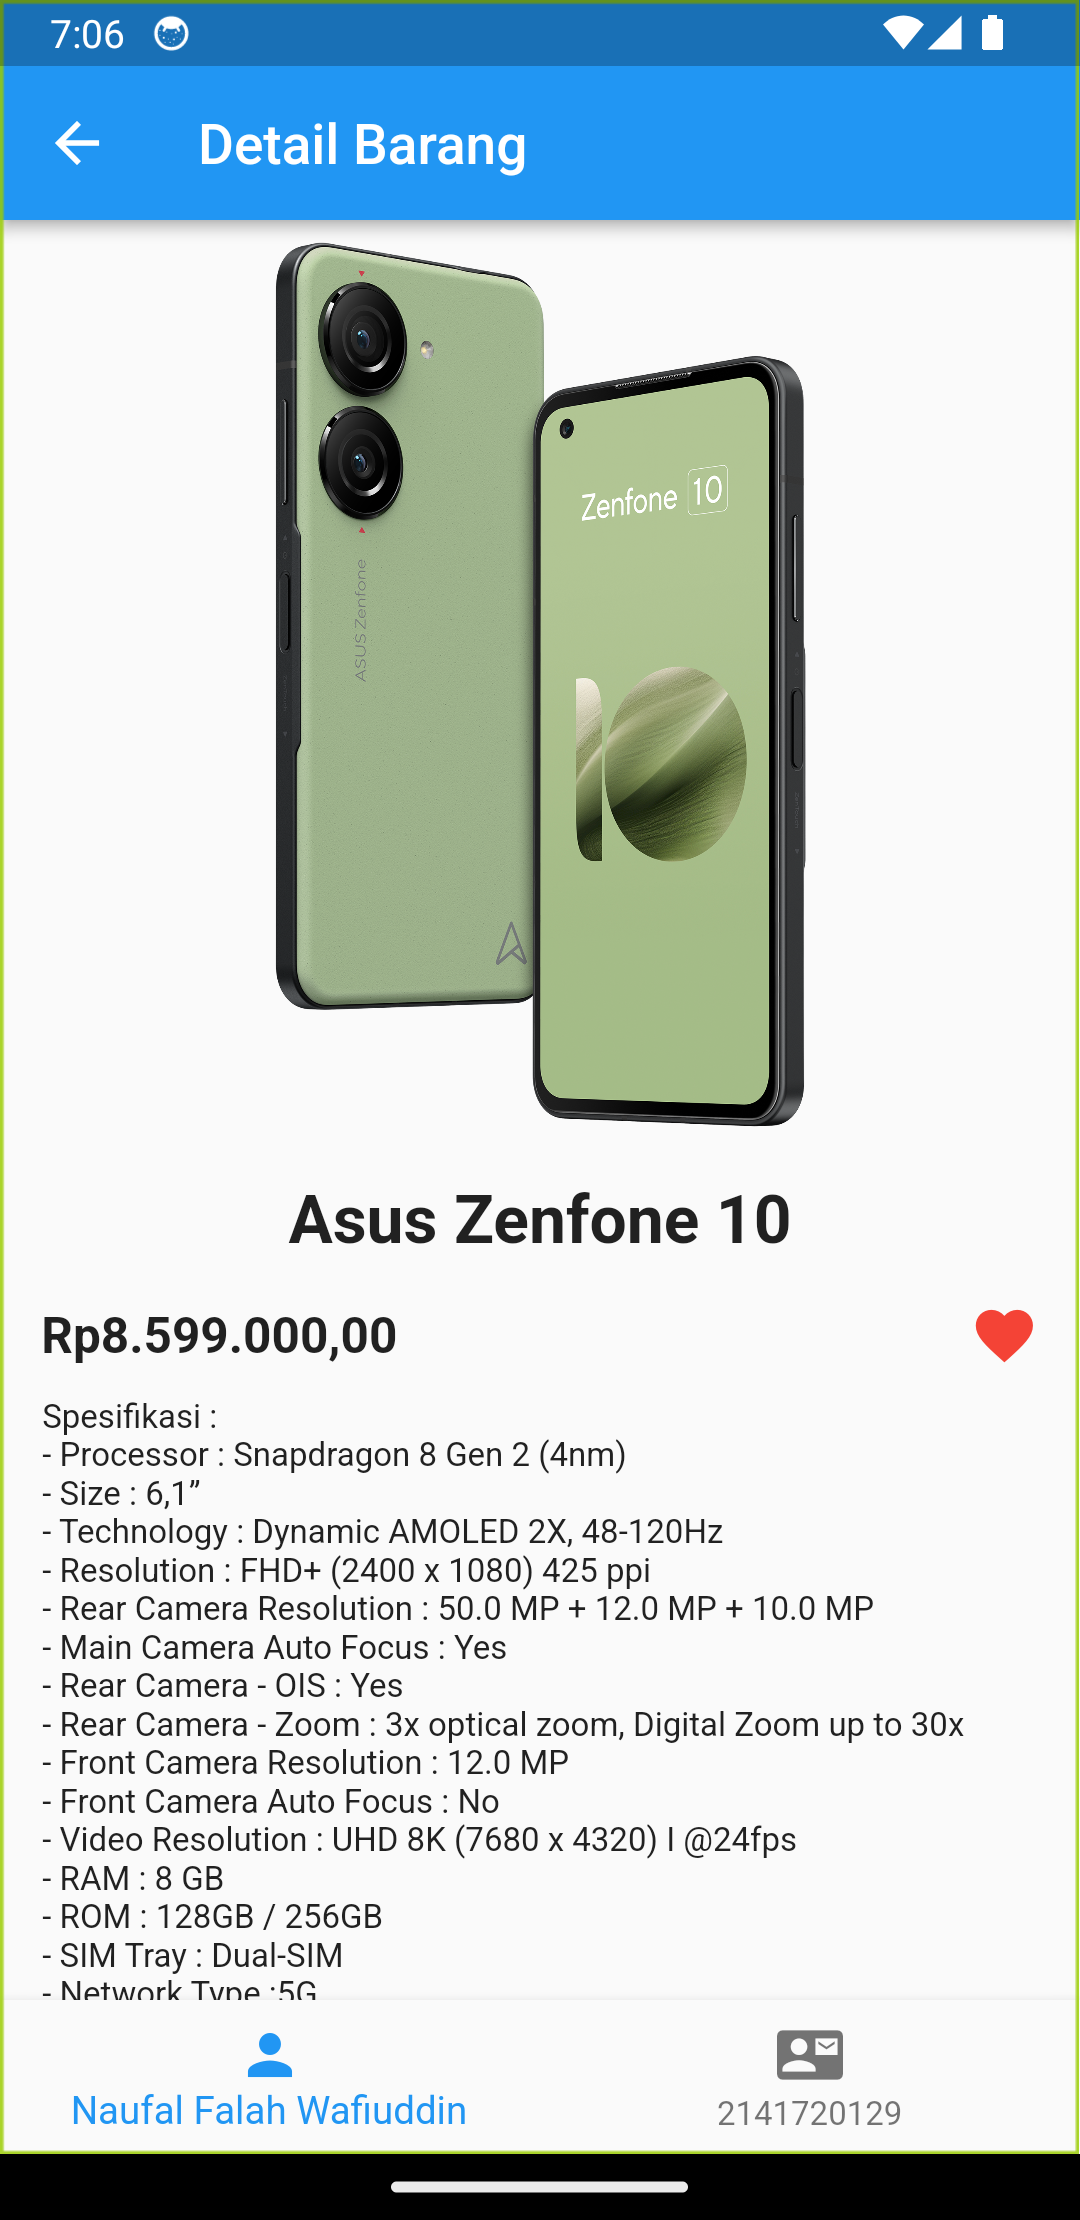 7:06
Detail Barang
Zenfone 10
ASUS Zenfone
Asus Zenfone 10
Rp8.599.000,00
Spesifikasi :
- Processor : Snapdragon 8 Gen 2 (4nm)
- Size : 6,1”
- Technology : Dynamic AMOLED 2X, 48-120Hz
- Resolution : FHD+ (2400 x 1080) 425 ppi
- Rear Camera Resolution : 50.0 MP + 12.0 MP + 10.0 MP
- Main Camera Auto Focus : Yes
- Rear Camera - OIS : Yes
- Rear Camera - Zoom : 3x optical zoom, Digital Zoom up to 30x
- Front Camera Resolution : 12.0 MP
- Front Camera Auto Focus : No
- Video Resolution : UHD 8K (7680 x 4320) I @24fps
- RAM : 8 GB
- ROM : 128GB / 256GB
- SIM Tray : Dual-SIM
- Network Type :5G
Naufal Falah Wafiuddin
2141720129